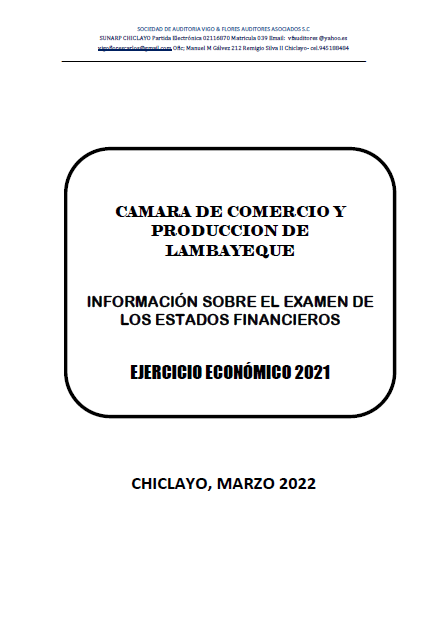 SOCIEDAD DE AUDITORIA VIGO & FLORES AUDITORES ASOCIADOS S.C
SUNARP CHICLAYO Partida Electrónica 02116870 Matricula 039 Email: v&auditores @yahoo.es
vigoflorescarlos@gmail.com Ofic; Manuel M Gálvez 212 Remigio Silva II Chiclayo- cel.945188484
CAMARA DE COMERCIO Y
PRODUCCION DE
LAMBAYEQUE
INFORMACIÓN SOBRE EL EXAMEN DE
LOS ESTADOS FINANCIEROS
EJERCICIO ECONÓMICO 2021
CHICLAYO, MARZO 2022